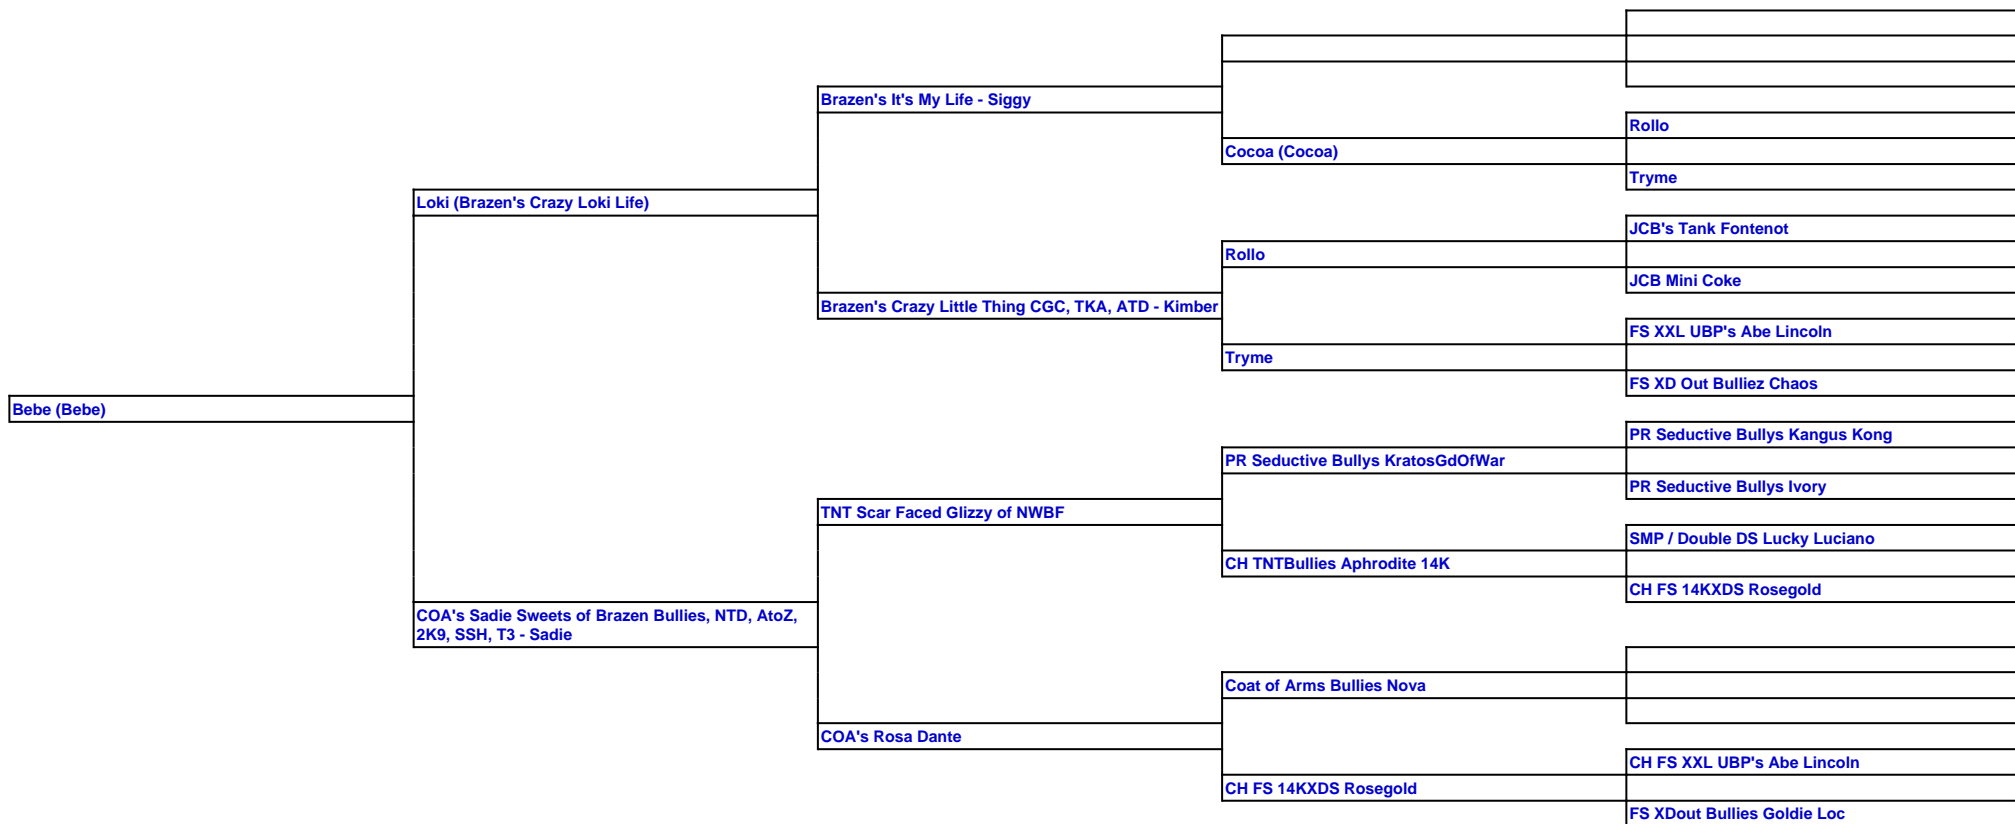 Brazen's It's My Life - Siggy
Rollo
Cocoa (Cocoa)
Tryme
Loki (Brazen's Crazy Loki Life)
JCB's Tank Fontenot
Rollo
JCB Mini Coke
Brazen's Crazy Little Thing CGC, TKA, ATD - Kimber
FS XXL UBP's Abe Lincoln
Tryme
FS XD Out Bulliez Chaos
Bebe (Bebe)
PR Seductive Bullys Kangus Kong
PR Seductive Bullys KratosGdOfWar
PR Seductive Bullys Ivory
TNT Scar Faced Glizzy of NWBF
SMP / Double DS Lucky Luciano
CH TNTBullies Aphrodite 14K
CH FS 14KXDS Rosegold
COA's Sadie Sweets of Brazen Bullies, NTD, AtoZ,
2K9, SSH, T3 - Sadie
Coat of Arms Bullies Nova
COA's Rosa Dante
CH FS XXL UBP's Abe Lincoln
CH FS 14KXDS Rosegold
FS XDout Bullies Goldie Loc